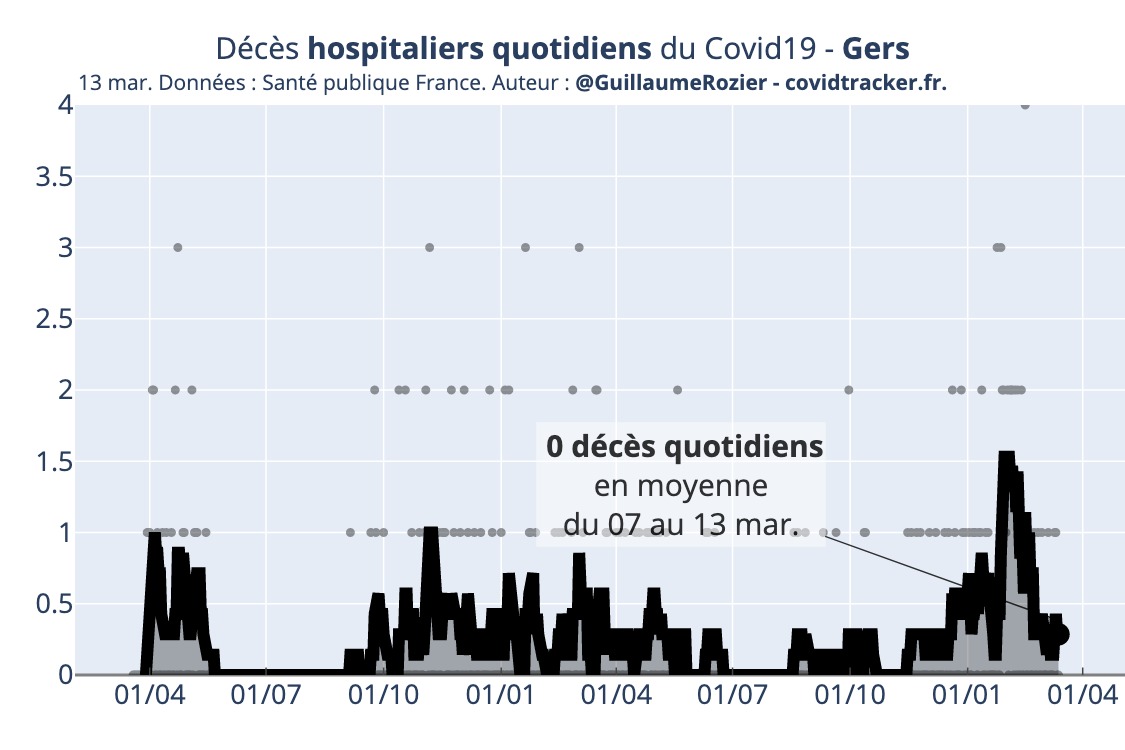 Décès hospitaliers quotidiens du Covid19 - Gers
13 mar. Données : Santé publique France. Auteur : @GuillaumeRozier - covidtracker.fr.
4
3.5
3
2.5
2
1.5
1
0.5
0
0 décès quotidiens
en moyenne
du 07 au 13 mar.
01/04 01/07 01/10 01/01 01/04 01/07 01/10 01/01 01/04